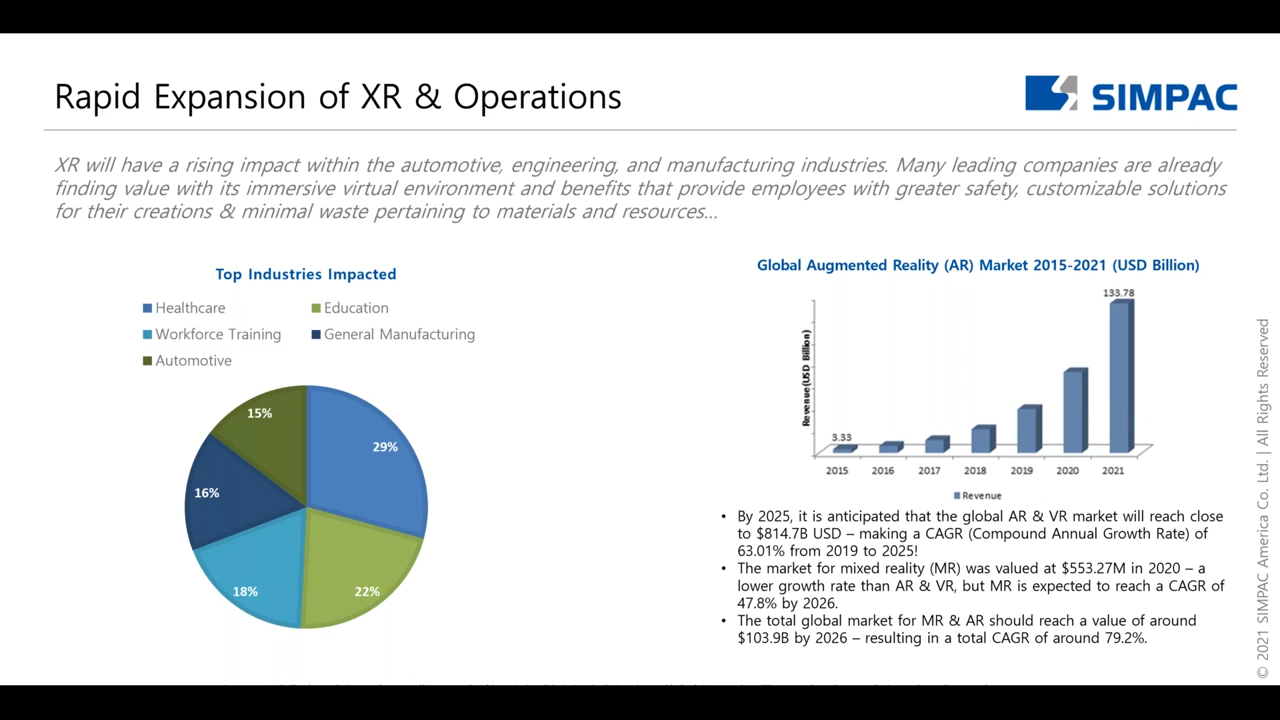 Rapid Expansion of XR & Operations
SIMPAC
XR will have a rising impact within the automotive, engineering, and manufacturing industries. Many leading companies are already
finding value with its immersive virtual environment and benefits that provide employees with greater safety, customizable solutions
for their creations & minimal waste pertaining to materials and resources...
Top Industries Impacted
Healthcare
Education
Workforce Training
General Manufacturing
Automotive
15%
29%
16%
18%
22%
Global Augmented Reality (AR) Market 2015-2021 (USD Billion)
133.78
Revenue(USD Billion)
3.33
2015 2016 2017 2018 2019 2020 2021
Revenue
• By 2025, it is anticipated that the global AR & VR market will reach close
to $814.7B USD – making a CAGR (Compound Annual Growth Rate) of
63.01% from 2019 to 2025!
• The market for mixed reality (MR) was valued at $553.27M in 2020 – a
lower growth rate than AR & VR, but MR is expected to reach a CAGR of
47.8% by 2026.
• The total global market for MR & AR should reach a value of around
$103.9B by 2026 – resulting in a total CAGR of around 79.2%.
© 2021 SIMPAC America Co. Ltd. | All Rights Reserved